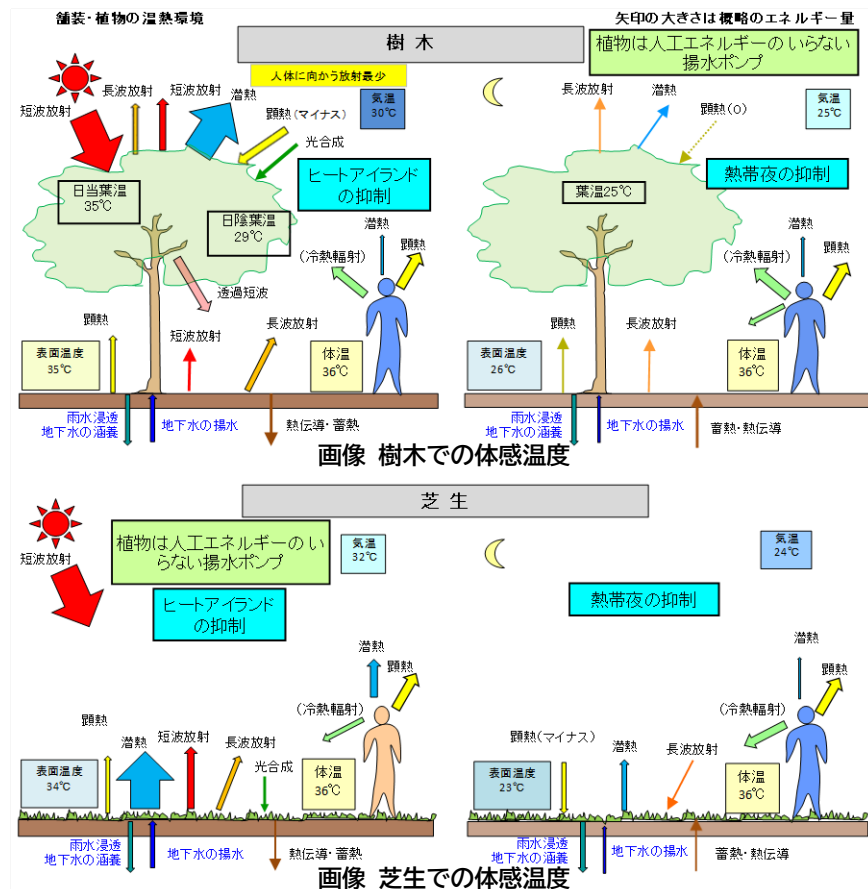 舗装・植物の温熱環境
矢印の大きさは概略のエネルギー量
樹木
植物は人工エネルギーの いらない
揚水ポンプ
人体に向かう放射最少
短波放射
長波放射
短波放射
潜熱
顕熱(マイナス)
光合成
気温
30℃
ヒートアイランド
の抑制
日当葉温
35℃
日陰葉温
29℃
透過短波
潜熱
顕熱
(冷熱輻射)
顕熱
短波放射
長波放射
表面温度
35℃
体温
36℃
雨水浸透
地下水の涵義
地下水の揚水
熱伝導・蓄熱
長波放射
潜熱
顕熱(0)
気温
25℃
葉温25℃
熱帯夜の抑制
潜熱
顕熱
(冷熱輻射)
顕熱
長波放射
表面温度
26℃
体温
36℃
雨水浸透
地下水の涵義
地下水の揚水
蓄熱・熱伝導
画像 樹木での体感温度
芝生
短波放射
植物は人工エネルギーの い
らない揚水ポンプ
気温
32℃
ヒートアイランド
の抑制
潜熱
顕熱
(冷熱輻射)
顕熱
潜熱
短波放射
長波放射
光合成
表面温度
34℃
体温
36℃
雨水浸透
地下水の涵義
地下水の揚水
熱伝導・蓄熱
気温
24℃
熱帯夜の抑制
潜熱
顕熱
(冷熱輻射)
顕熱(マイナス)
潜熱
長波放射
表面温度
23℃
体温
36℃
雨水浸透
地下水の涵義
地下水の揚水
蓄熱・熱伝導
画像 芝生での体感温度